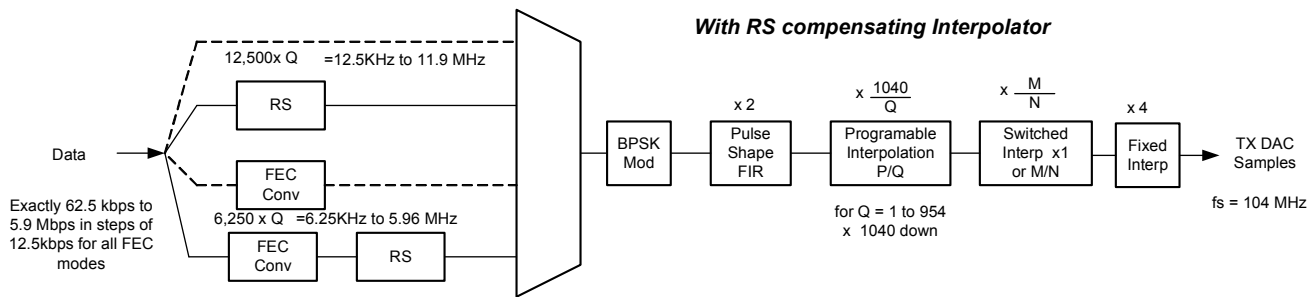 With RS compensating Interpolator
12,500x Q =12.5KHz to 11.9 MHz
RS
Data
Exactly 62.5 kbps to
5.9 Mbps in steps of
12.5kbps for all FEC
modes
FEC
Conv
6,250 x Q =6.25KHz to 5.96 MHz
FEC
Conv
RS
BPSK
Mod
x 2
Pulse
Shape
FIR
x 1040
Q
Programable
Interpolation
P/Q
for Q = 1 to 954
x 1040 down
x M
N
Switched
Interp x1
or M/N
x 4
Fixed
Interp
TX DAC
Samples
fs = 104 MHz